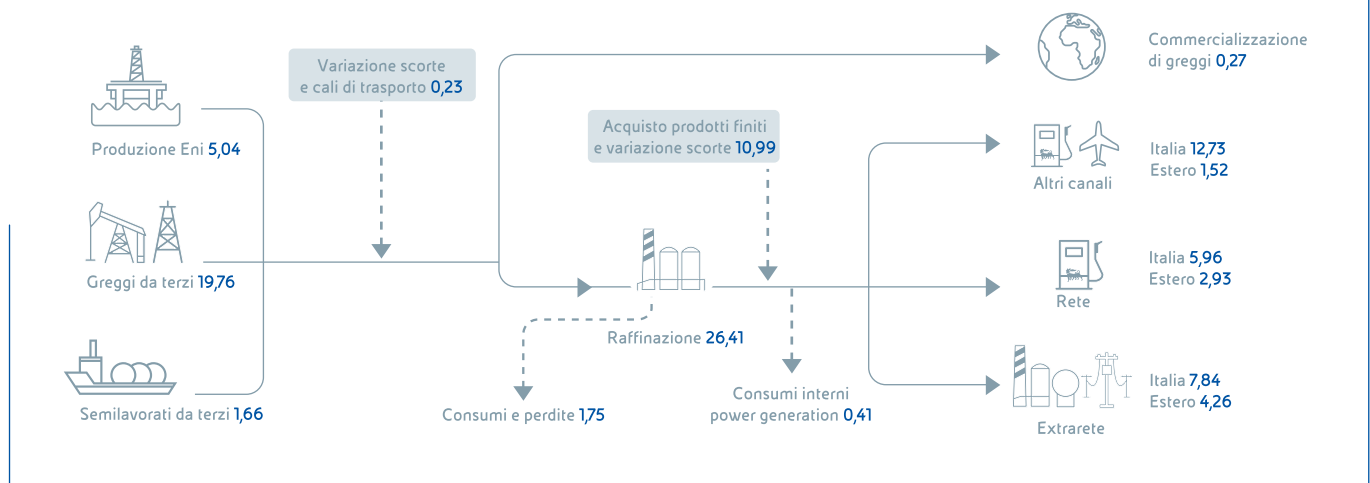 Variazione scorte
e cali di trasporto 0,23
Produzione Eni 5,04
Greggi da terzi 19,76
Semilavorati da terzi 1,66
Acquisto prodotti finiti
e variazione scorte 10,99
Raffinazione 26,41
Consumi e perdite 1,75
Consumi interni
power generation 0,41
Commercializzazione
di greggi 0,27
Altri canali
Italia 12,73
Estero 1,52
Rete
Italia 5,96
Estero 2,93
Extrarete
Italia 7,84
Estero 4,26